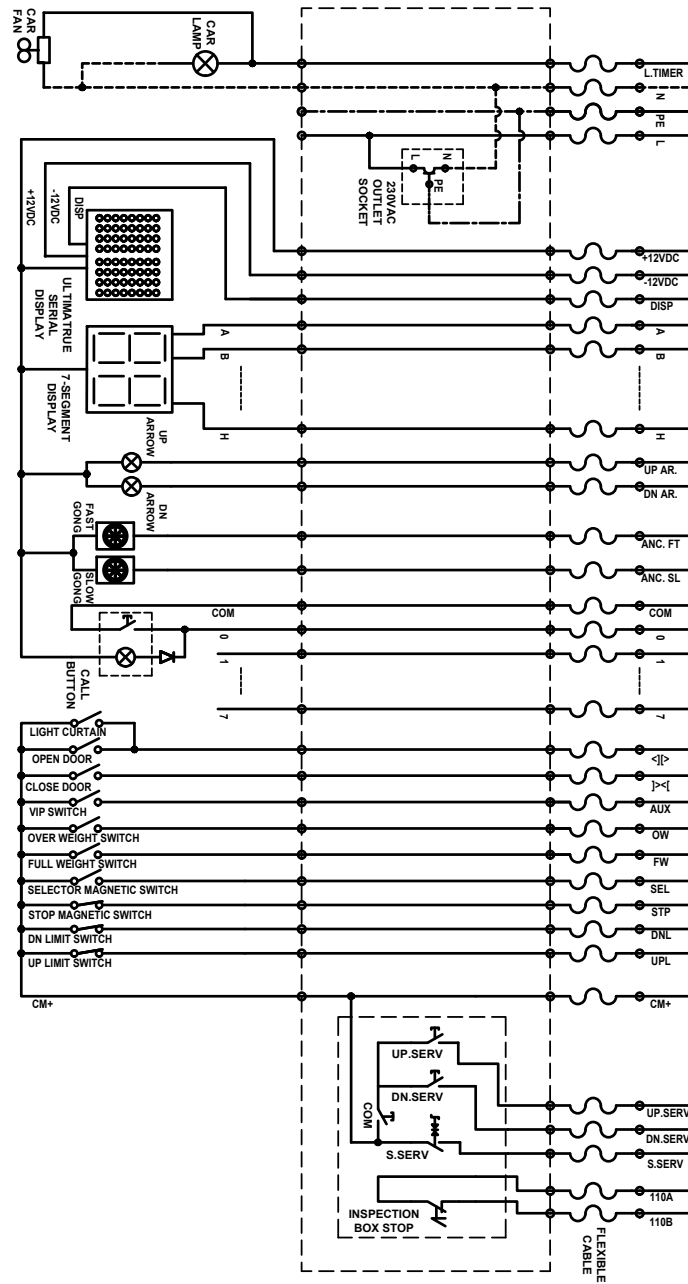 CAR
FAN
CAR
LAMP
L.TIMER
N
PE
L
L
N
PE
230VAC
OUTLET
SOCKET
+12VDC
-12VDC
DISP
+12VDC
-12VDC
DISP
ULTIMATRUE
SERIAL
DISPLAY
A
A
B
B
7-SEGMENT
DISPLAY
H
H
UP
ARROW
UP AR.
DN
ARROW
DN AR.
FAST
GONG
ANC. FT
SLOW
GONG
ANC. SL
COM
COM
0
0
1
1
CALL
BUTTON
7
7
LIGHT CURTAIN
OPEN DOOR
<][>
CLOSE DOOR
]><[
VIP SWITCH
AUX
OVER WEIGHT SWITCH
OW
FULL WEIGHT SWITCH
FW
SELECTOR MAGNETIC SWITCH
SEL
STOP MAGNETIC SWITCH
STP
DN LIMIT SWITCH
DNL
UP LIMIT SWITCH
UPL
CM+
CM+
UP.SERV
DN.SERV
COM
S.SERV
UP.SERV
DN.SERV
S.SERV
INSPECTION
BOX STOP
110A
110B
FLEXIBLE
CABLE